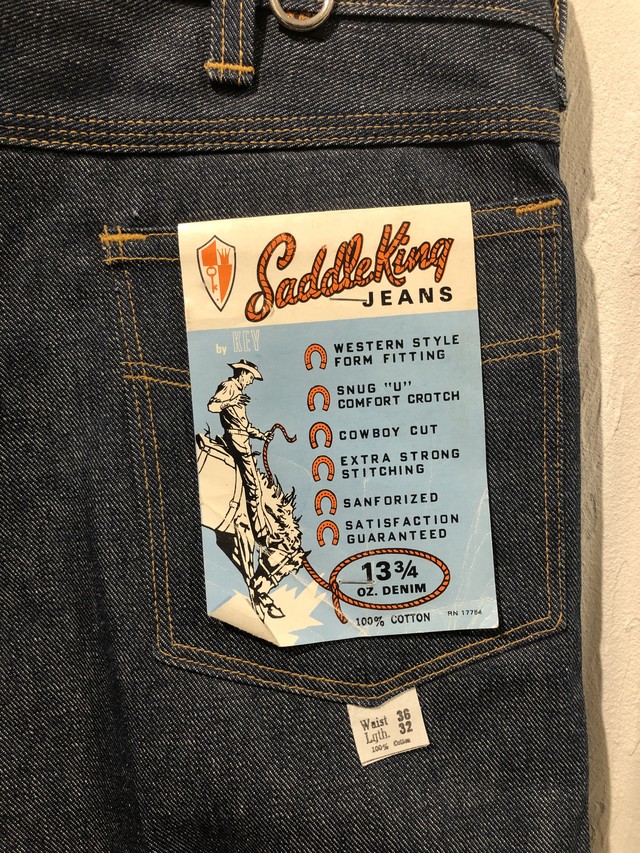 SaddleKing
JEANS
by KEY
WESTERN STYLE
FORM FITTING
SNUG "U"
COMFORT CROTCH
COWBOY CUT
EXTRA STRONG
STITCHING
SANFORIZED
SATISFACTION
GUARANTEED
13 3/4
OZ. DENIM
100% COTTON
RN 17784
Waist 36
Lgth. 32
100% Cotton